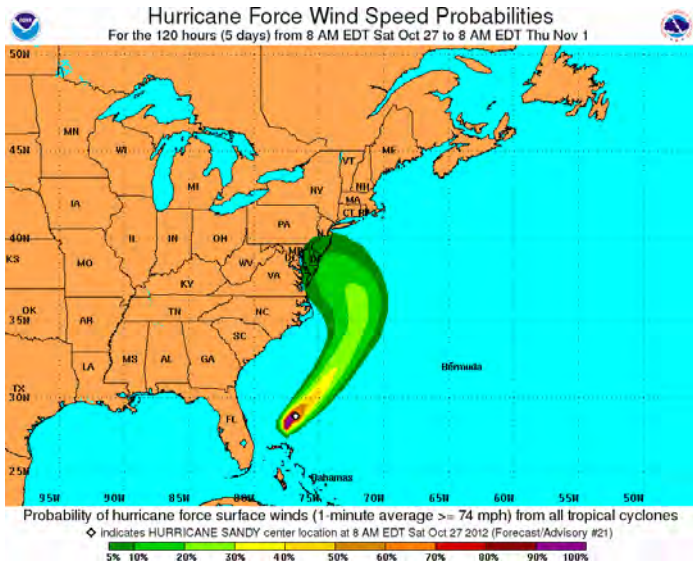 Hurricane Force Wind Speed Probabilities
For the 120 hours (5 days) from 8 AM EDT Sat Oct 27 to 8 AM EDT Thu Nov 1
50N
MN
ME
45N
WI
VT
MI
NH
NY
MA
IA
CT RI
PA
40N
IL IN OH
MD
DE
KS
MO
WV
VA
KY
OK
TN
NC
35N
AR
SC
MS AL GA
LA
Bermuda
TX
30N
FL
25N
Bahamas
95W 90W 85W 80W 75W 70W 65W 60W 55W 50W
Probability of hurricane force surface winds (1-minute average >= 74 mph) from all tropical cyclones
indicates HURRICANE SANDY center location at 8 AM EDT Sat Oct 27 2012 (Forecast/Advisory #21)
5% 10% 20% 30% 40% 50% 60% 70% 80% 90% 100%